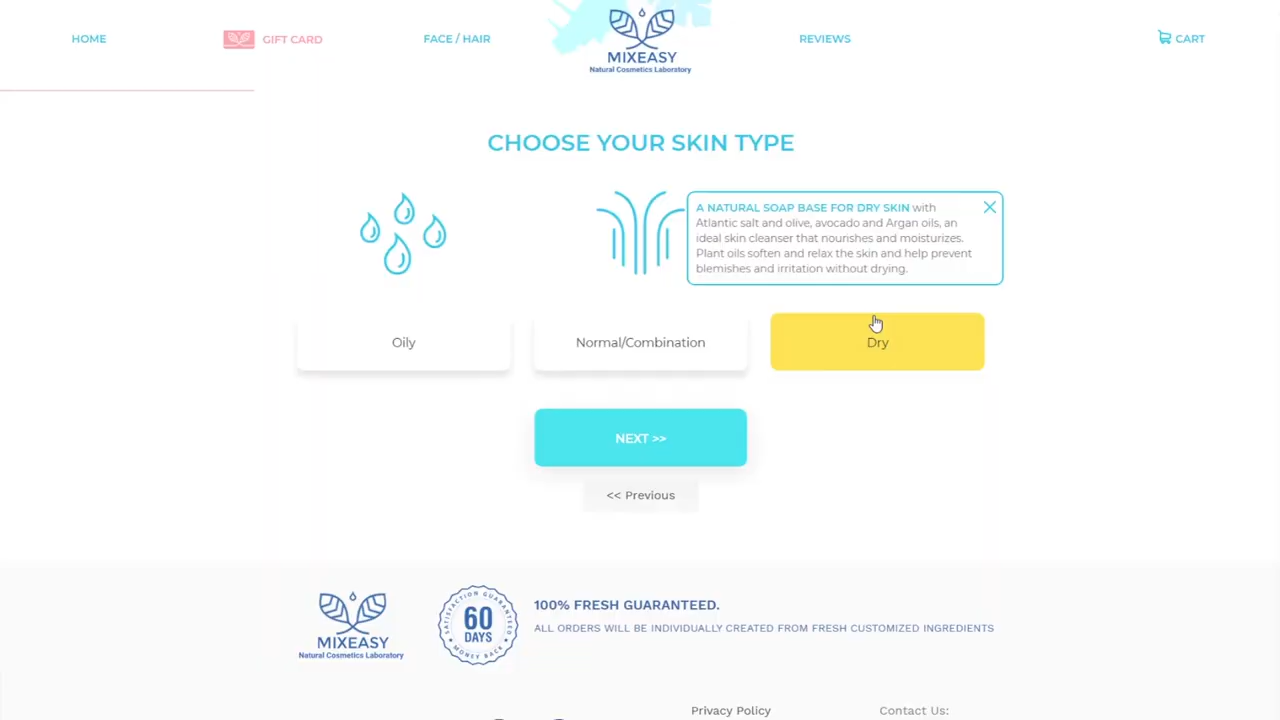 HOME
GIFT CARD
FACE / HAIR
MIXEASY
Natural Cosmetics Laboratory
REVIEWS
CART
CHOOSE YOUR SKIN TYPE
A NATURAL SOAP BASE FOR DRY SKIN with
Atlantic salt and olive, avocado and Argan oils, an
ideal skin cleanser that nourishes and moisturizes.
Plant oils soften and relax the skin and help prevent
blemishes and irritation without drying.
Oily
Normal/Combination
Dry
NEXT >>
<< Previous
MIXEASY
Natural Cosmetics Laboratory
SATISFACTION GUARANTEED
60
DAYS
MONEY BACK
100% FRESH GUARANTEED.
ALL ORDERS WILL BE INDIVIDUALLY CREATED FROM FRESH CUSTOMIZED INGREDIENTS
Privacy Policy
Contact Us: